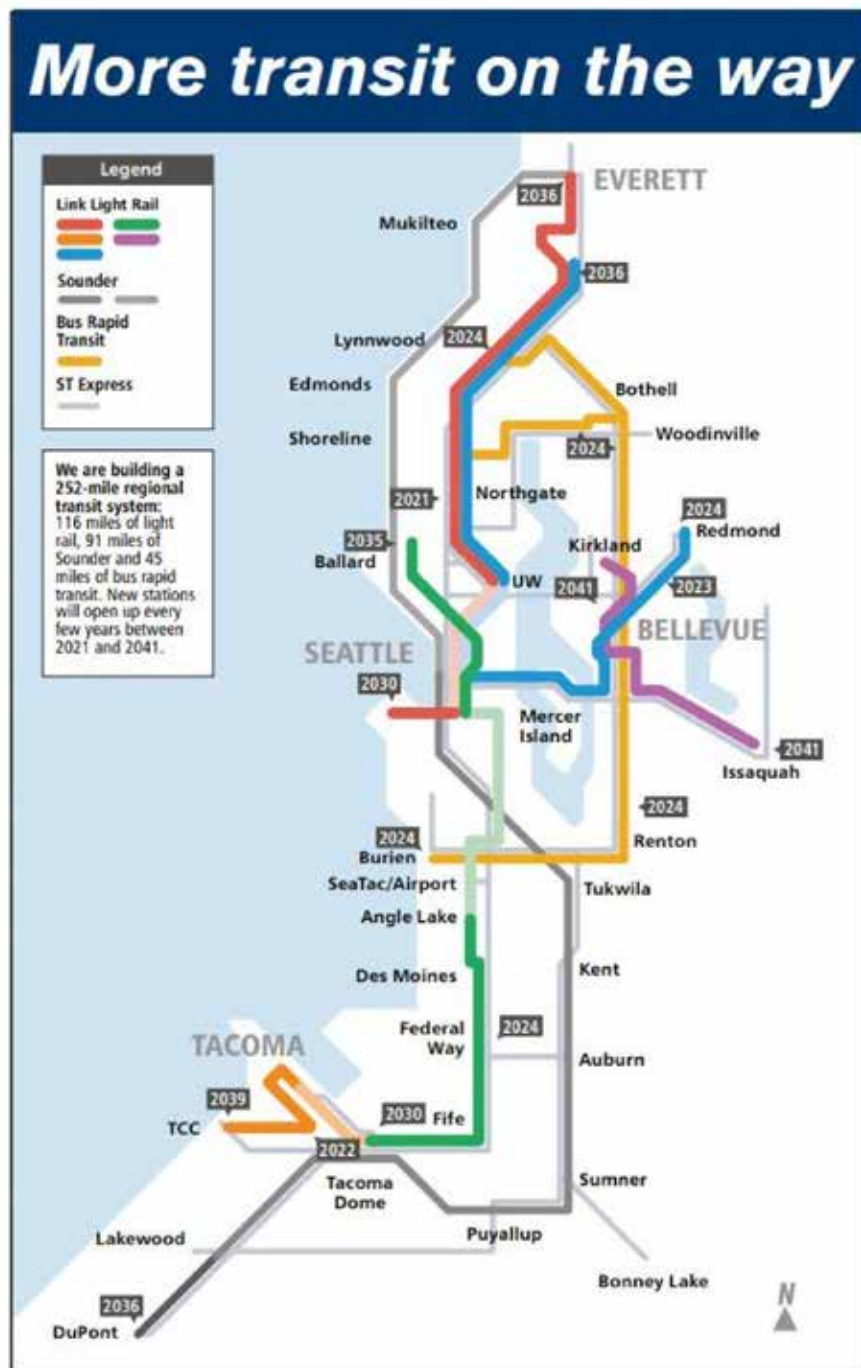 More transit on the way
Legend
Link Light Rail
Sounder
Bus Rapid
Transit
ST Express
We are building a
252-mile regional
transit system:
116 miles of light
rail, 91 miles of
Sounder and 45
miles of bus rapid
transit. New stations
will open up every
few years between
2021 and 2041.
EVERETT
2036
Mukilteo
2036
Lynnwood
2024
Edmonds
Bothell
Shoreline
2024
Woodinville
2021
Northgate
2024
Redmond
2035
Ballard
Kirkland
UW
2041
2023
SEATTLE
BELLEVUE
2030
Mercer
Island
2041
Issaquah
2024
2024
Burien
Renton
SeaTac/Airport
Tukwila
Angle Lake
Des Moines
Kent
Federal
Way
2024
Auburn
TACOMA
2039
TCC
2030
Fife
2022
Tacoma
Dome
Sumner
Puyallup
Lakewood
Bonney Lake
2036
DuPont
N